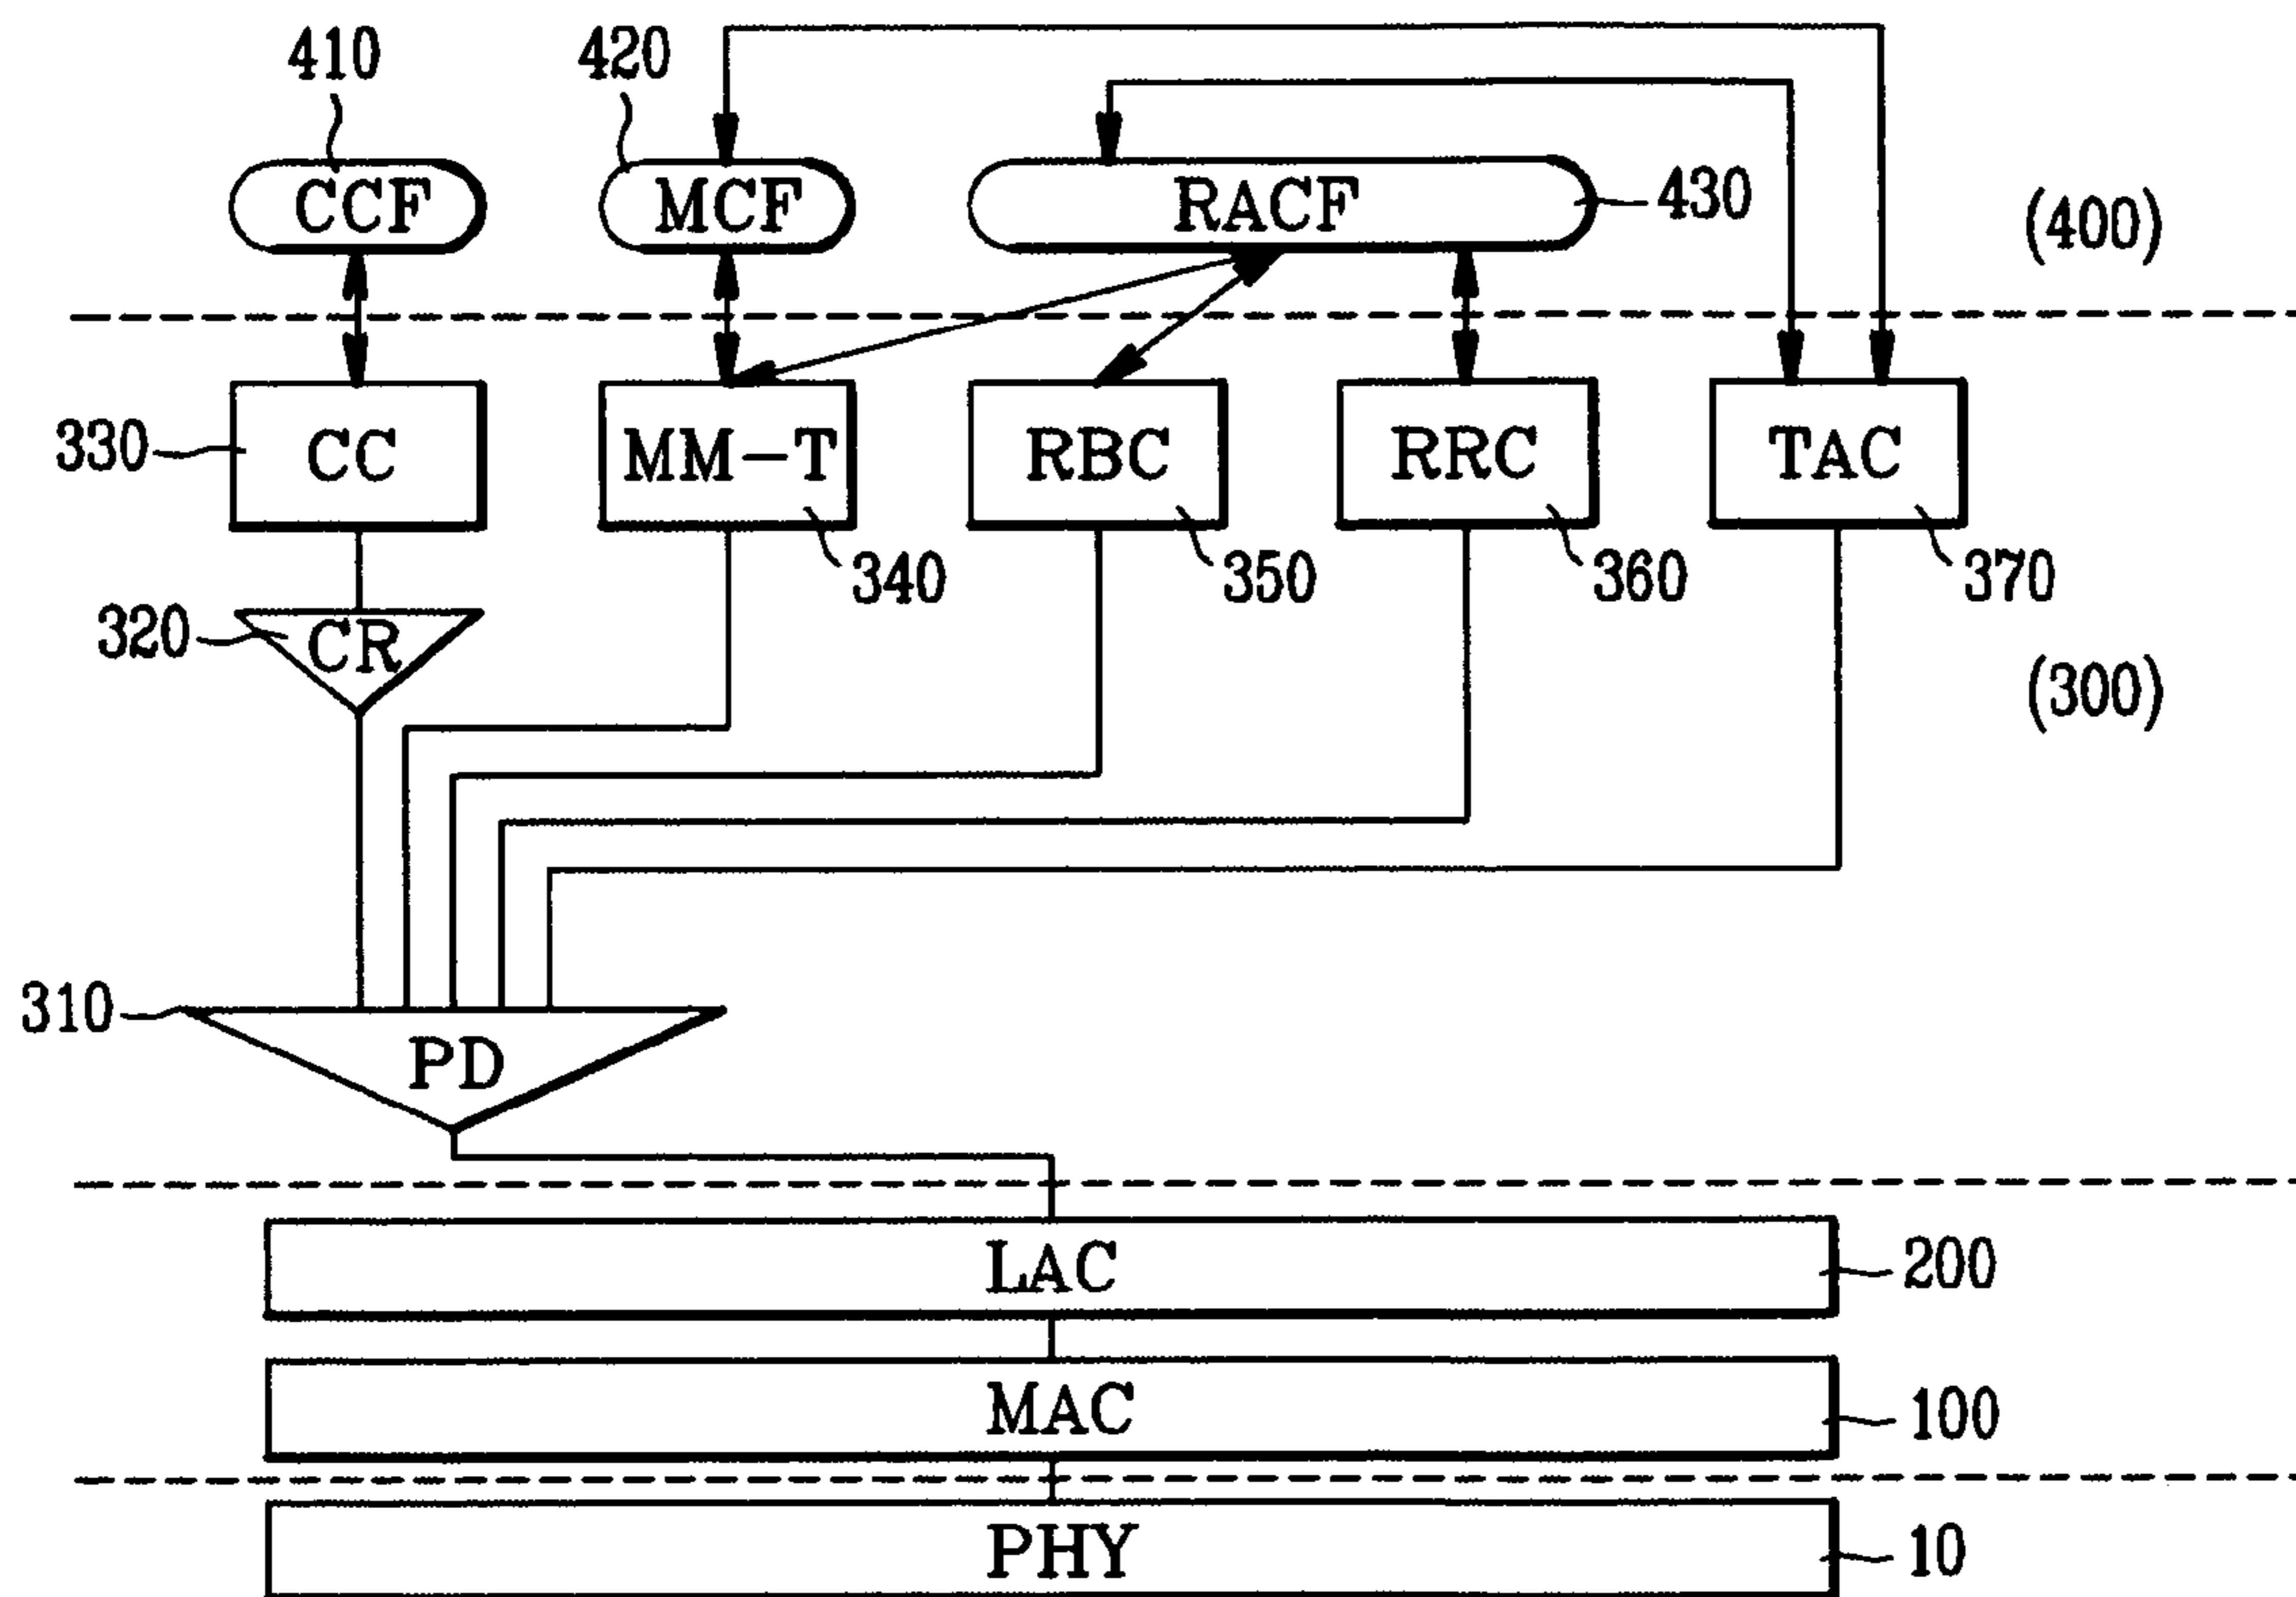 410
420
CCF
MCF
RACF
430
(400)
330
CC
MM-T
RBC
RRC
TAC
340
350
360
370
320
CR
(300)
310
PD
LAC
200
MAC
100
PHY
10